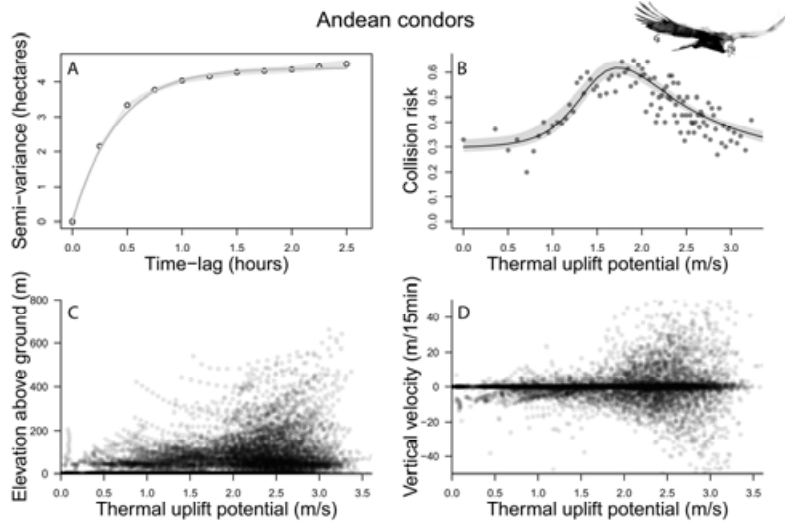 Andean condors
A
Semi-variance (hectares)
0 1 2 3 4
0.0 0.5 1.0 1.5 2.0 2.5
Time-lag (hours)
B
Collision risk
0.0 0.1 0.2 0.3 0.4 0.5 0.6
0.0 0.5 1.0 1.5 2.0 2.5 3.0
Thermal uplift potential (m/s)
C
Elevation above ground (m)
0 200 400 600 800
0.0 0.5 1.0 1.5 2.0 2.5 3.0 3.5
Thermal uplift potential (m/s)
D
Vertical velocity (m/15min)
-40 -20 0 20 40
0.0 0.5 1.0 1.5 2.0 2.5 3.0 3.5
Thermal uplift potential (m/s)